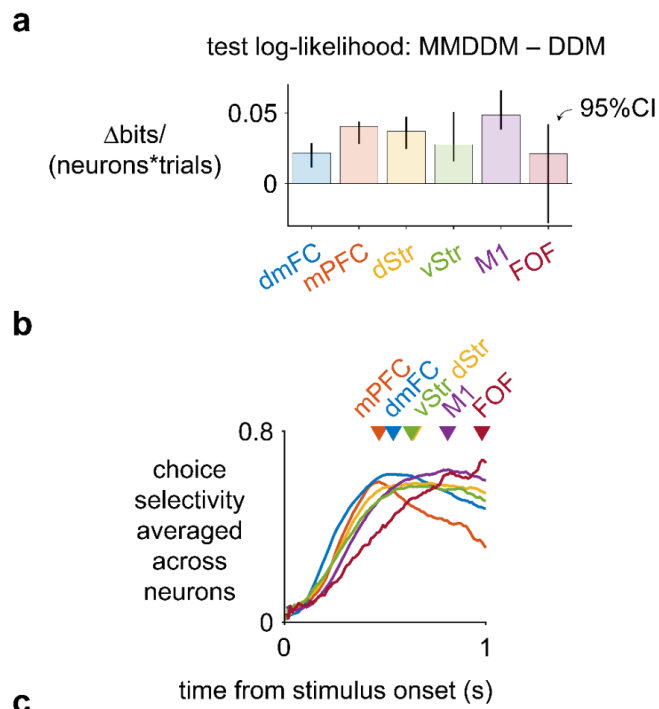 a
test log-likelihood: MMDDM – DDM
Δbits/
(neurons*trials)
0.05
0
95%CI
dmFC
mPFC
dStr
vStr
M1
FOF
b
mPFC
dmFC
vStr
dStr
M1
FOF
0.8
choice
selectivity
averaged
across
neurons
0
0
1
time from stimulus onset (s)
c